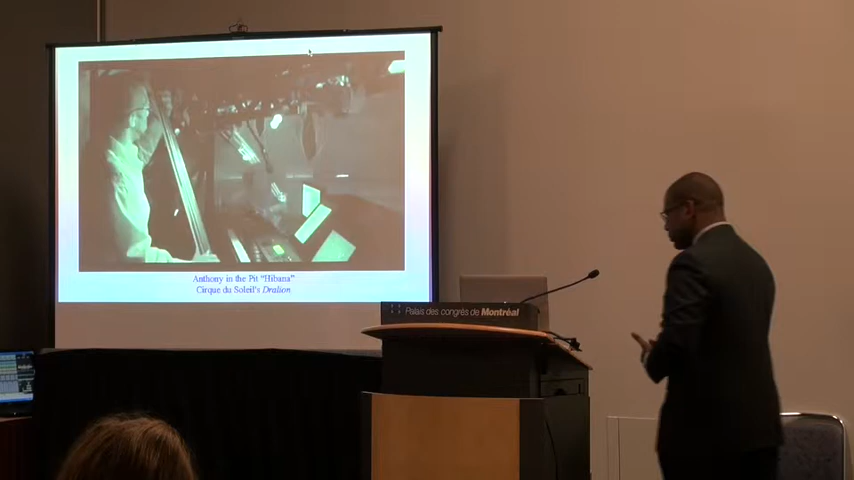 Anthony in the Pit "Hibana"
Cirque du Soleil's Dralion
Palais des congrès de Montréal